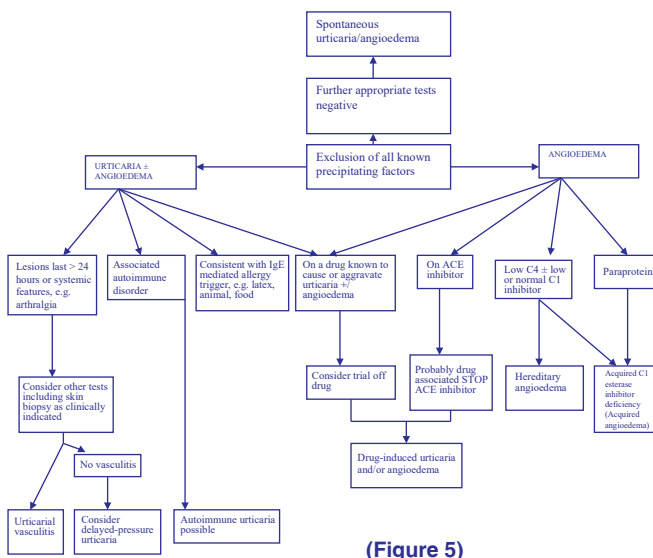 Spontaneous
urticaria/angioedema
Further appropriate tests
negative
URTICARIA ±
ANGIOEDEMA
Exclusion of all known
precipitating factors
ANGIOEDEMA
Lesions last > 24
hours or systemic
features, e.g.
arthralgia
Associated
autoimmune
disorder
Consistent with IgE
mediated allergy
trigger, e.g. latex,
animal, food
On a drug known to
cause or aggravate
urticaria +/
angioedema
On ACE
inhibitor
Low C4 ± low
or normal C1
inhibitor
Paraprotein
Consider other tests
including skin
biopsy as clinically
indicated
Consider trial off
drug
Probably drug
associated STOP
ACE inhibitor
Hereditary
angioedema
Acquired C1
esterase
inhibitor
deficiency
(Acquired
angioedema)
No vasculitis
Drug-induced urticaria
and/or angioedema
Urticarial
vasculitis
Consider
delayed-pressure
urticaria
Autoimmune urticaria
possible
(Figure 5)